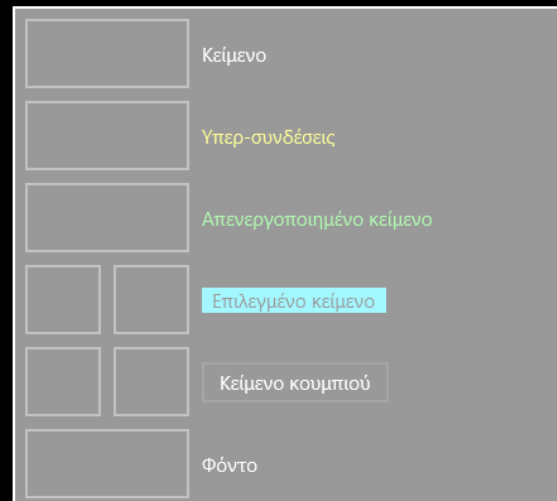 Κείμενο
Υπερ-συνδέσεις
Απενεργοποιημένο κείμενο
Επιλεγμένο κείμενο
Κείμενο κουμπιού
Φόντο